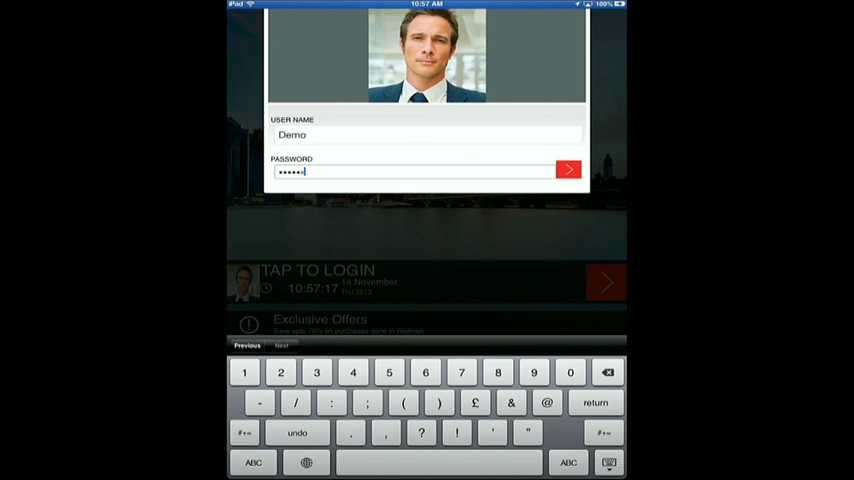 iPad 10:57 AM 100%
USER NAME
Demo
PASSWORD
TAP TO LOGIN
10:57:17 14 November
Thu 2013
Exclusive Offers
Save upto 70% on purchases done in Walmart
Previous Next
1 2 3 4 5 6 7 8 9 0
- / : ; ( ) £ & @ return
#+= undo . , ? ! ' " #+=
ABC ABC